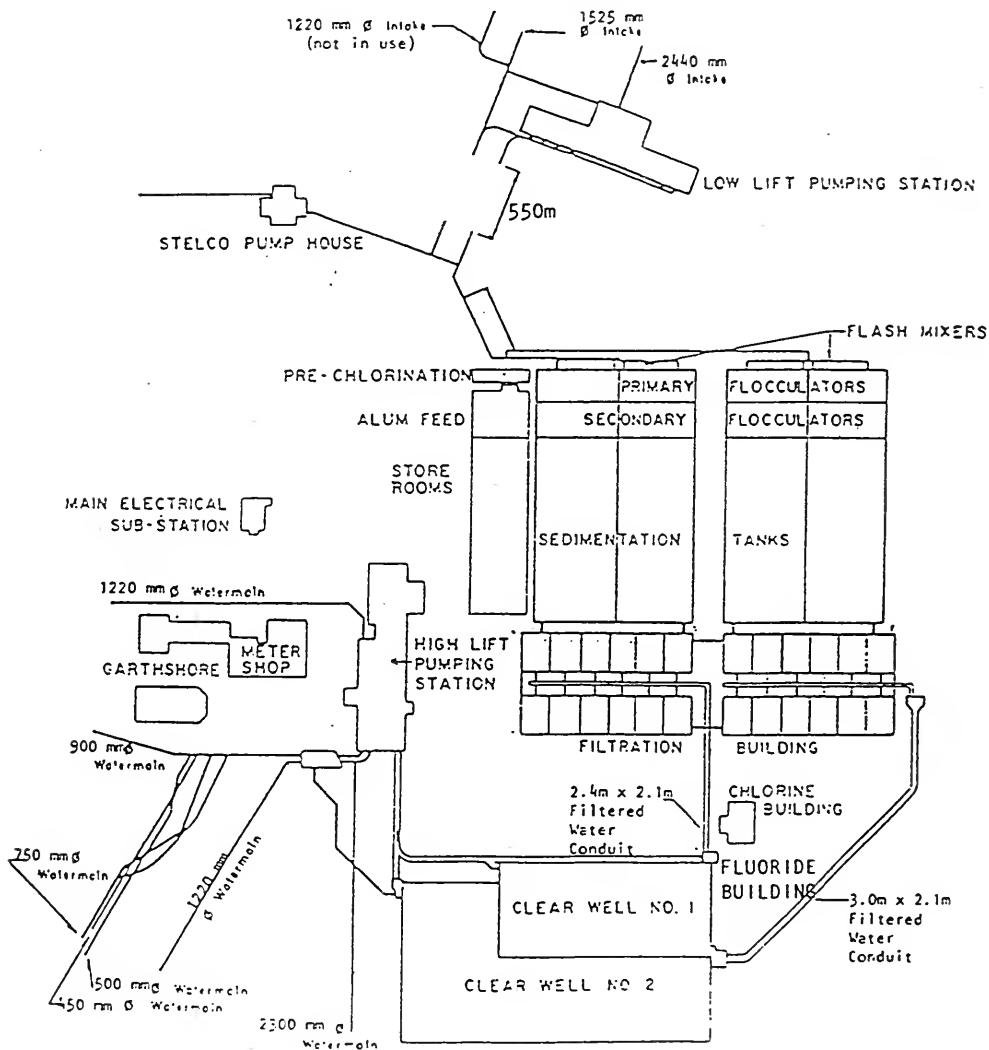 1220 mm Ø Intake
(not in use)
1525 mm
Ø Intake
2440 mm
Ø Intake
LOW LIFT PUMPING STATION
550m
STELCO PUMP HOUSE
FLASH MIXERS
PRE-CHLORINATION
PRIMARY
FLOCCULATORS
ALUM FEED
SECONDARY
FLOCCULATORS
STORE
ROOMS
MAIN ELECTRICAL
SUB-STATION
SEDIMENTATION
TANKS
1220 mm Ø Watermain
METER
SHOP
GARTHSHORE
HIGH LIFT
PUMPING
STATION
900 mm Ø
Watermain
FILTRATION
BUILDING
2.4m x 2.1m
Filtered
Water
Conduit
CHLORINE
BUILDING
FLUORIDE
BUILDING
750 mm Ø
Watermain
1220 mm
Ø Watermain
3.0m x 2.1m
Filtered
Water
Conduit
CLEAR WELL NO. 1
CLEAR WELL NO 2
500 mm Ø Watermain
450 mm Ø Watermain
2300 mm Ø
Watermain